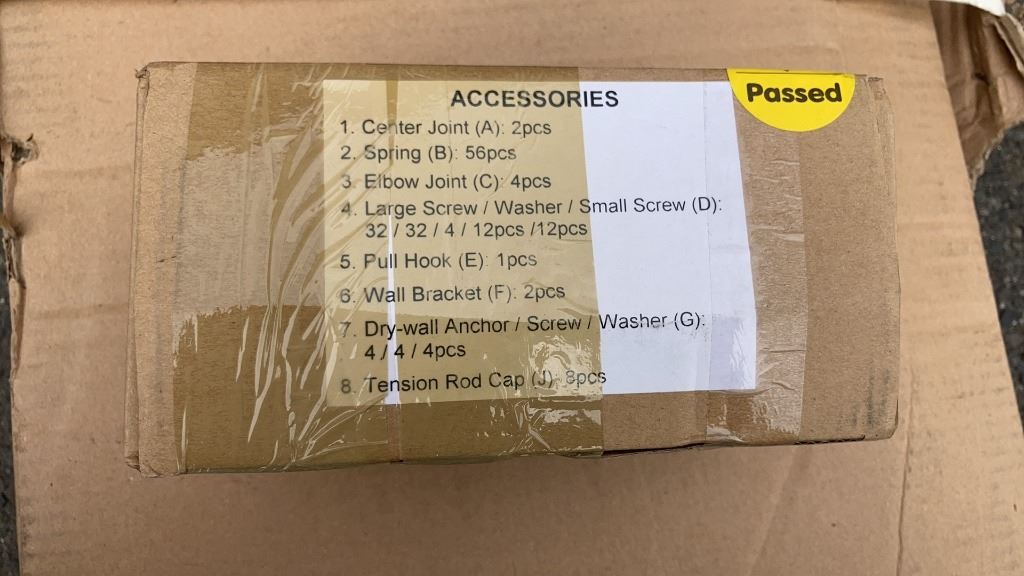 ACCESSORIES
Passed
1. Center Joint (A): 2pcs
2. Spring (B): 56pcs
3. Elbow Joint (C): 4pcs
4. Large Screw / Washer / Small Screw (D):
32 / 32 / 4 / 12pcs /12pcs
5. Pull Hook (E): 1pcs
6. Wall Bracket (F): 2pcs
7. Dry-wall Anchor / Screw / Washer (G):
4 / 4 / 4pcs
8. Tension Rod Cap (J): 8pcs